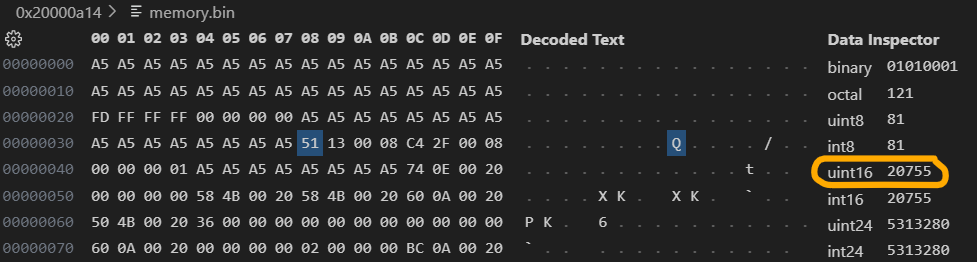 0x20000a14 > memory.bin
00 01 02 03 04 05 06 07 08 09 0A 0B 0C 0D 0E 0F Decoded Text Data Inspector
00000000 A5 A5 A5 A5 A5 A5 A5 A5 A5 A5 A5 A5 A5 A5 A5 A5 . . . . . . . . . . . . . . . . binary 01010001
00000010 A5 A5 A5 A5 A5 A5 A5 A5 A5 A5 A5 A5 A5 A5 A5 A5 . . . . . . . . . . . . . . . . octal 121
00000020 FD FF FF FF 00 00 00 00 A5 A5 A5 A5 A5 A5 A5 A5 . . . . . . . . . . . . . . . . uint8 81
00000030 A5 A5 A5 A5 A5 A5 A5 A5 51 13 00 08 C4 2F 00 08 . . . . . . . . Q . . . . / . . int8 81
00000040 00 00 00 01 A5 A5 A5 A5 A5 A5 A5 A5 74 0E 00 20 . . . . . . . . . . . . t . . uint16 20755
00000050 00 00 00 00 58 4B 00 20 58 4B 00 20 60 0A 00 20 . . . . X K . X K . ` . . int16 20755
00000060 50 4B 00 20 36 00 00 00 00 00 00 00 00 00 00 00 P K . 6 . . . . . . . . . . . uint24 5313280
00000070 60 0A 00 20 00 00 00 00 02 00 00 00 BC 0A 00 20 ` . . . . . . . . . . . . . int24 5313280